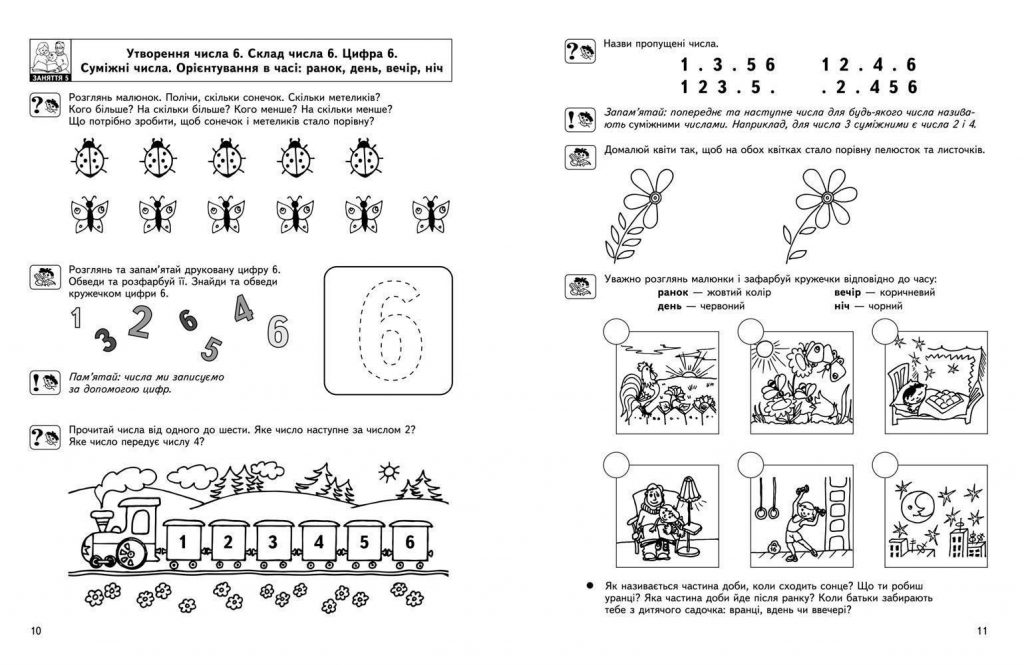 ЗАНЯТТЯ 5
Утворення числа 6. Склад числа 6. Цифра 6.
Суміжні числа. Орієнтування в часі: ранок, день, вечір, ніч
Розглянь малюнок. Полічи, скільки сонечок. Скільки метеликів?
Кого більше? На скільки більше? Кого менше? На скільки менше?
Що потрібно зробити, щоб сонечок і метеликів стало порівну?
Розглянь та запам’ятай друковану цифру 6.
Обведи та розфарбуй її. Знайди та обведи
кружечком цифри 6.
1 3 2 6 5 4 6
6
Пам’ятай: числа ми записуємо
за допомогою цифр.
Прочитай числа від одного до шести. Яке число наступне за числом 2?
Яке число передує числу 4?
1 2 3 4 5 6
10
Назви пропущені числа.
1 . 3 . 5 6 1 2 . 4 . 6
1 2 3 . 5 . . 2 . 4 5 6
Запам’ятай: попереднє та наступне числа для будь-якого числа назива-
ють суміжними числами. Наприклад, для числа 3 суміжними є числа 2 і 4.
Домалюй квіти так, щоб на обох квітках стало порівну пелюсток та листочків.
Уважно розглянь малюнки і зафарбуй кружечки відповідно до часу:
ранок — жовтий колір вечір — коричневий
день — червоний ніч — чорний
● Як називається частина доби, коли сходить сонце? Що ти робиш
уранці? Яка частина доби йде після ранку? Коли батьки забирають
тебе з дитячого садочка: вранці, вдень чи ввечері?
11